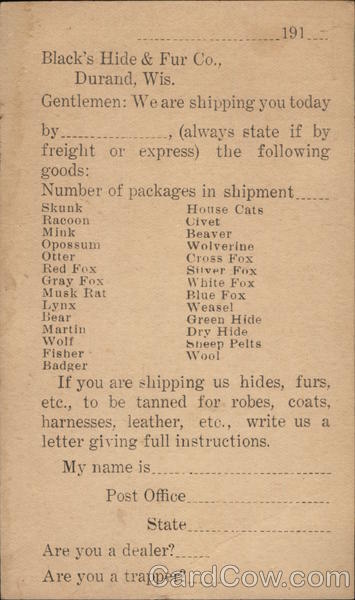 191
Black's Hide & Fur Co.,
Durand, Wis.
Gentlemen: We are shipping you today
by, (always state if by
freight or express) the following
goods:
Number of packages in shipment
Skunk
Racoon
Mink
Opossum
Otter
Red Fox
Gray Fox
Musk Rat
Lynx
Bear
Martin
Wolf
Fisher
Badger
House Cats
Civet
Beaver
Wolverine
Cross Fox
Silver Fox
White Fox
Blue Fox
Weasel
Green Hide
Dry Hide
Sheep Pelts
Wool
If you are shipping us hides, furs,
etc., to be tanned for robes, coats,
harnesses, leather, etc., write us a
letter giving full instructions.
My name is
Post Office
State
Are you a dealer?
Are you a trapper?
CardCow.com